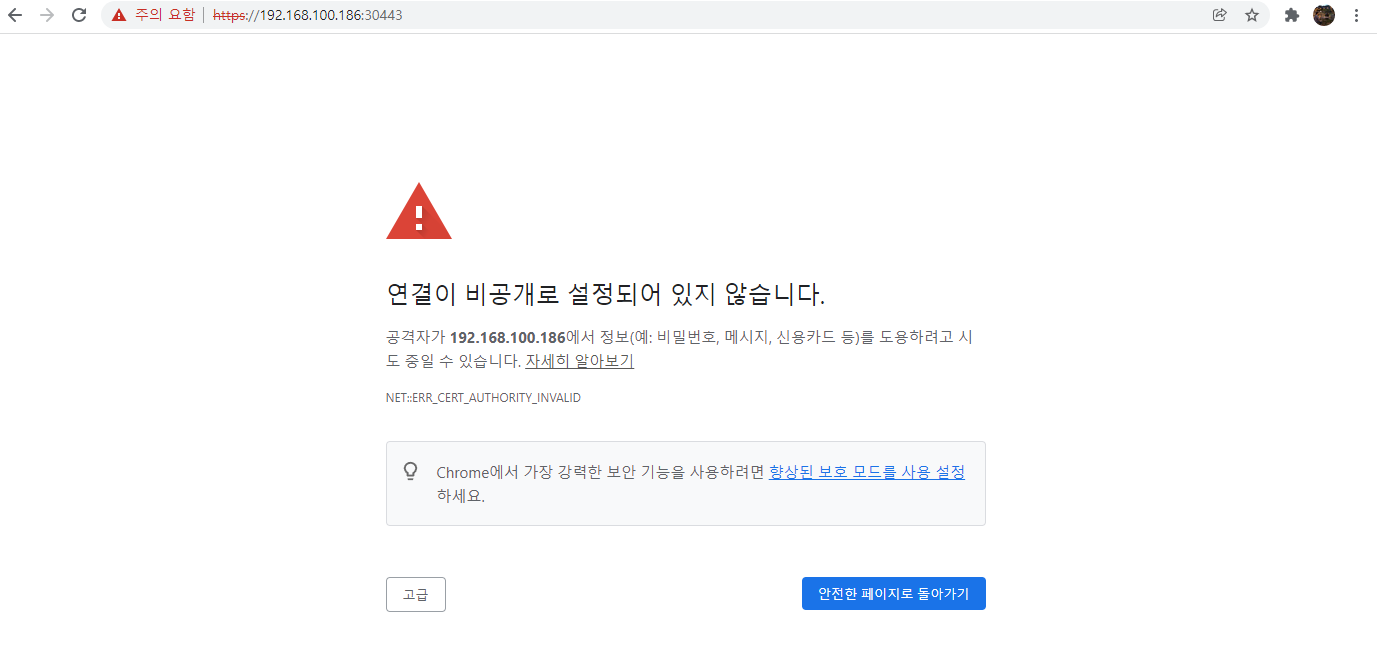 주의 요함 | https://192.168.100.186:30443
연결이 비공개로 설정되어 있지 않습니다.
공격자가 192.168.100.186에서 정보(예: 비밀번호, 메시지, 신용카드 등)를 도용하려고 시
도 중일 수 있습니다. 자세히 알아보기
NET::ERR_CERT_AUTHORITY_INVALID
Chrome에서 가장 강력한 보안 기능을 사용하려면 향상된 보호 모드를 사용 설정
하세요.
고급
안전한 페이지로 돌아가기